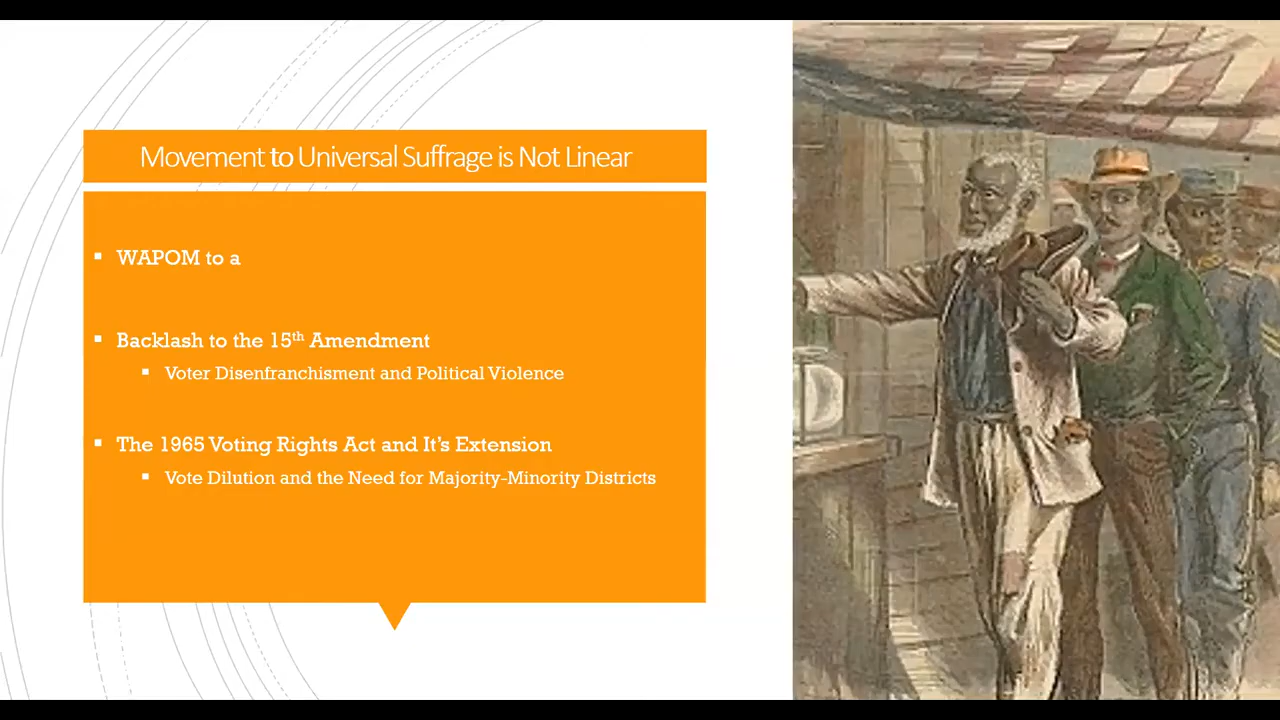 Movement to Universal Suffrage is Not Linear
▪ WAPOM to a
▪ Backlash to the 15th Amendment
▪ Voter Disenfranchisment and Political Violence
▪ The 1965 Voting Rights Act and It's Extension
▪ Vote Dilution and the Need for Majority-Minority Districts